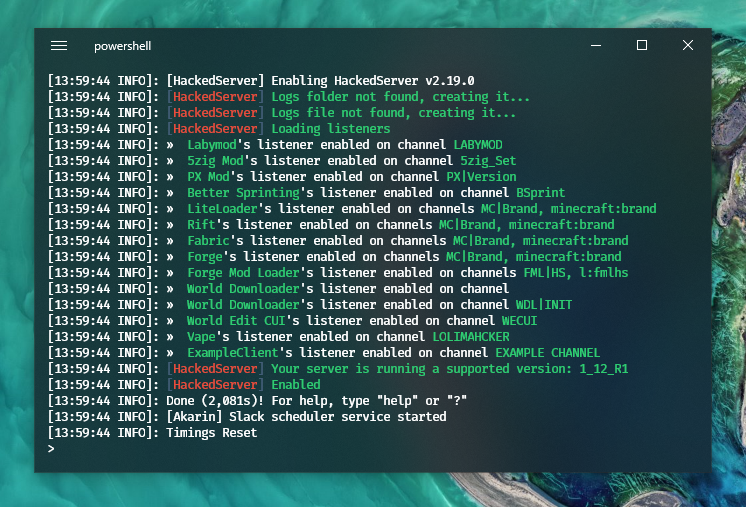 powershell
[13:59:44 INFO]: [HackedServer] Enabling HackedServer v2.19.0
[13:59:44 INFO]: [HackedServer] Logs folder not found, creating it...
[13:59:44 INFO]: [HackedServer] Logs file not found, creating it...
[13:59:44 INFO]: [HackedServer] Loading listeners
[13:59:44 INFO]: »  Labymod's listener enabled on channel LABYMOD
[13:59:44 INFO]: »  5zig Mod's listener enabled on channel 5zig_Set
[13:59:44 INFO]: »  PX Mod's listener enabled on channel PX|Version
[13:59:44 INFO]: »  Better Sprinting's listener enabled on channel BSprint
[13:59:44 INFO]: »  LiteLoader's listener enabled on channels MC|Brand, minecraft:brand
[13:59:44 INFO]: »  Rift's listener enabled on channels MC|Brand, minecraft:brand
[13:59:44 INFO]: »  Fabric's listener enabled on channels MC|Brand, minecraft:brand
[13:59:44 INFO]: »  Forge's listener enabled on channels MC|Brand, minecraft:brand
[13:59:44 INFO]: »  Forge Mod Loader's listener enabled on channels FML|HS, l:fmlhs
[13:59:44 INFO]: »  World Downloader's listener enabled on channel
[13:59:44 INFO]: »  World Downloader's listener enabled on channel WDL|INIT
[13:59:44 INFO]: »  World Edit CUI's listener enabled on channel WECUI
[13:59:44 INFO]: »  Vape's listener enabled on channel LOLIMAHCKER
[13:59:44 INFO]: »  ExampleClient's listener enabled on channel EXAMPLE CHANNEL
[13:59:44 INFO]: [HackedServer] Your server is running a supported version: 1_12_R1
[13:59:44 INFO]: [HackedServer] Enabled
[13:59:44 INFO]: Done (2,081s)! For help, type "help" or "?"
[13:59:44 INFO]: [Akarin] Slack scheduler service started
[13:59:44 INFO]: Timings Reset
>